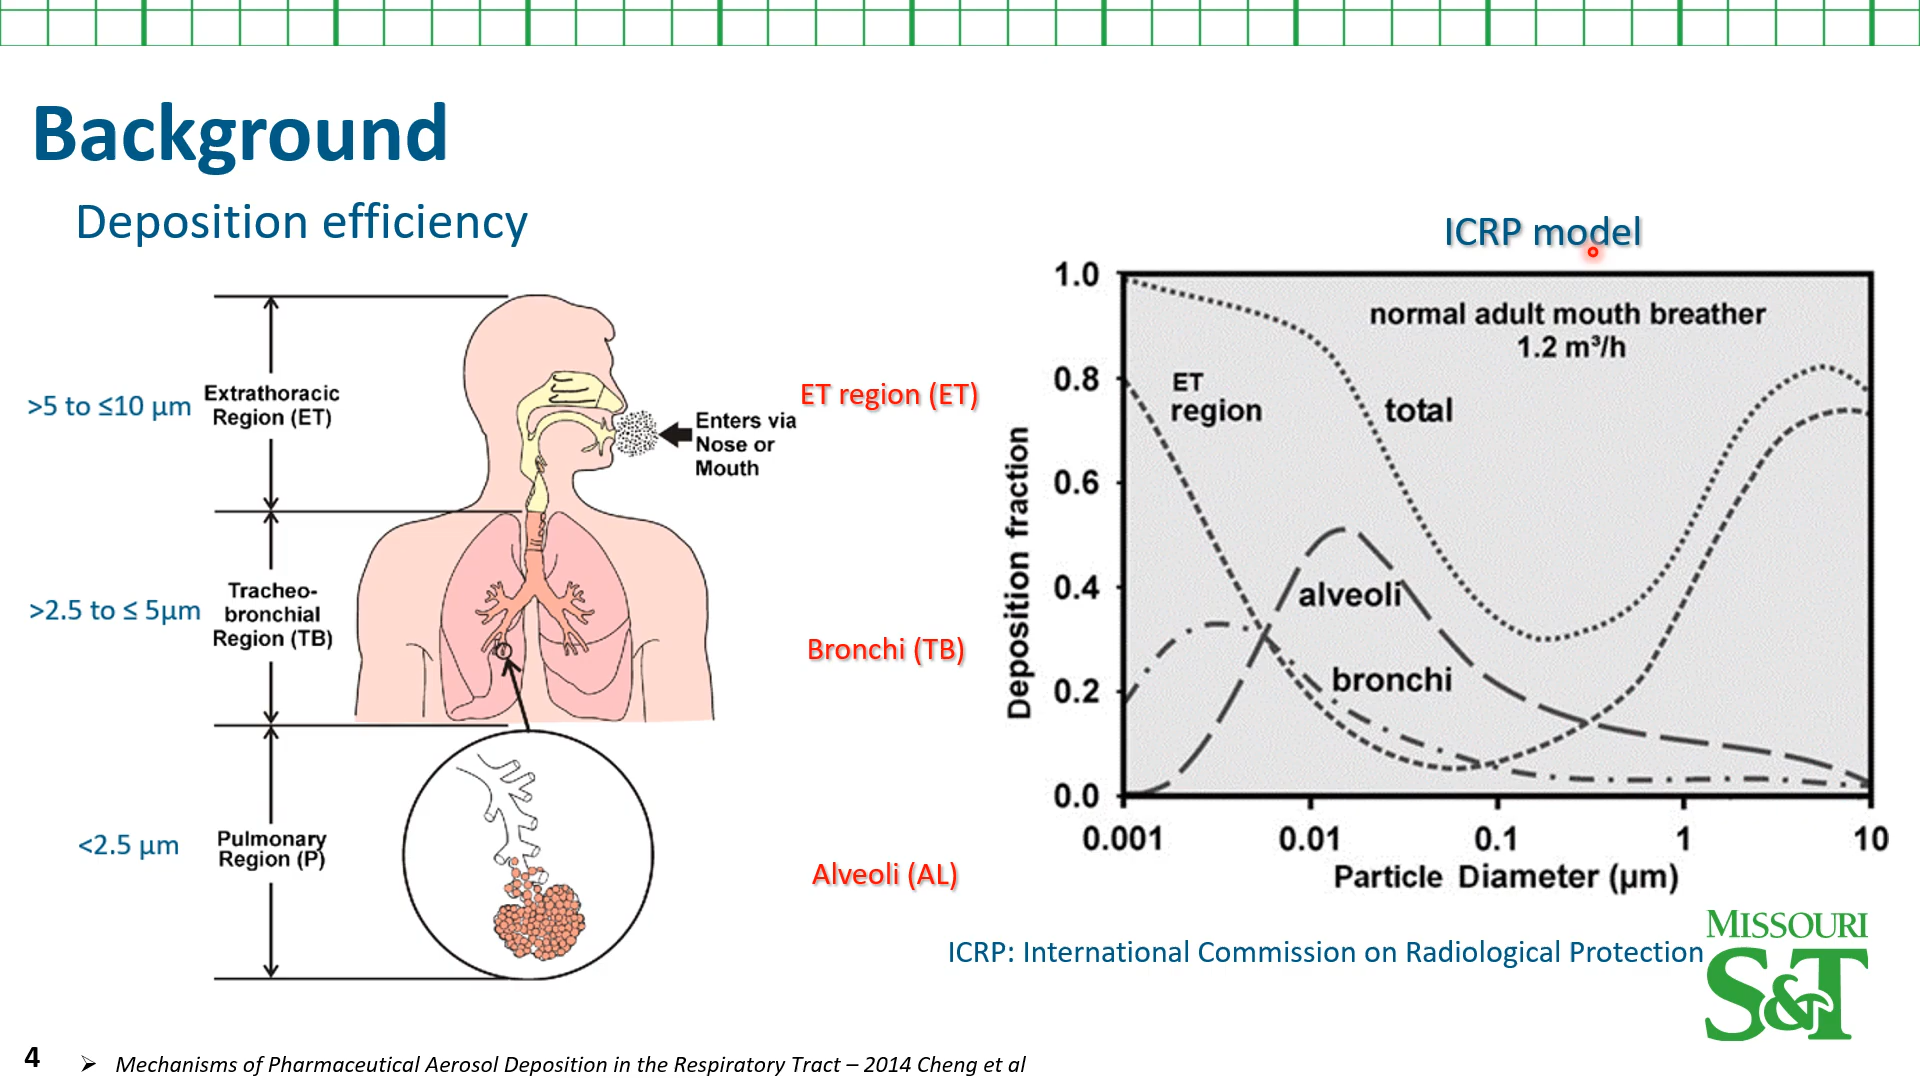 Background
Deposition efficiency
>5 to ≤10 µm
Extrathoracic
Region (ET)
Enters via
Nose or
Mouth
ET region (ET)
>2.5 to ≤ 5µm
Tracheo-
bronchial
Region (TB)
Bronchi (TB)
<2.5 µm
Pulmonary
Region (P)
Alveoli (AL)
ICRP model
1.0
0.8
0.6
0.4
0.2
0.0
Deposition fraction
normal adult mouth breather
1.2 m³/h
ET
region
total
alveoli
bronchi
0.001
0.01
0.1
1
10
Particle Diameter (µm)
ICRP: International Commission on Radiological Protection
MISSOURI
S&T
4
➢ Mechanisms of Pharmaceutical Aerosol Deposition in the Respiratory Tract – 2014 Cheng et al